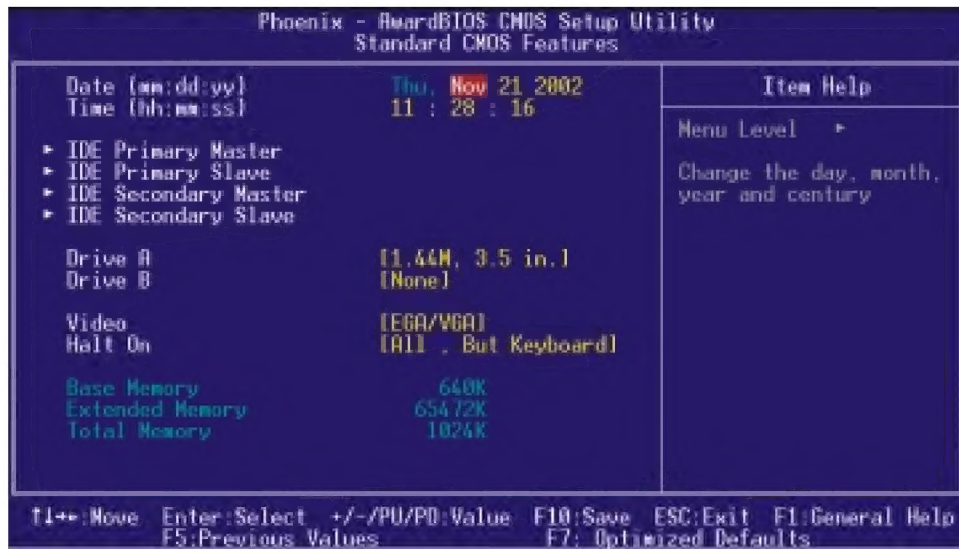 Phoenix - AwardBIOS CMOS Setup Utility
Standard CMOS Features
Date (mm:dd:yy) Thu, Nov 21 2002
Time (hh:mm:ss) 11 : 28 : 16
► IDE Primary Master
► IDE Primary Slave
► IDE Secondary Master
► IDE Secondary Slave
Drive A [1.44M, 3.5 in.]
Drive B [None]
Video [EGA/VGA]
Halt On [All , But Keyboard]
Base Memory 640K
Extended Memory 65472K
Total Memory 1024K
Item Help
Menu Level ►
Change the day, month,
year and century
↑↓→←:Move Enter:Select +/-/PU/PD:Value F10:Save ESC:Exit F1:General Help
F5:Previous Values F7: Optimized Defaults